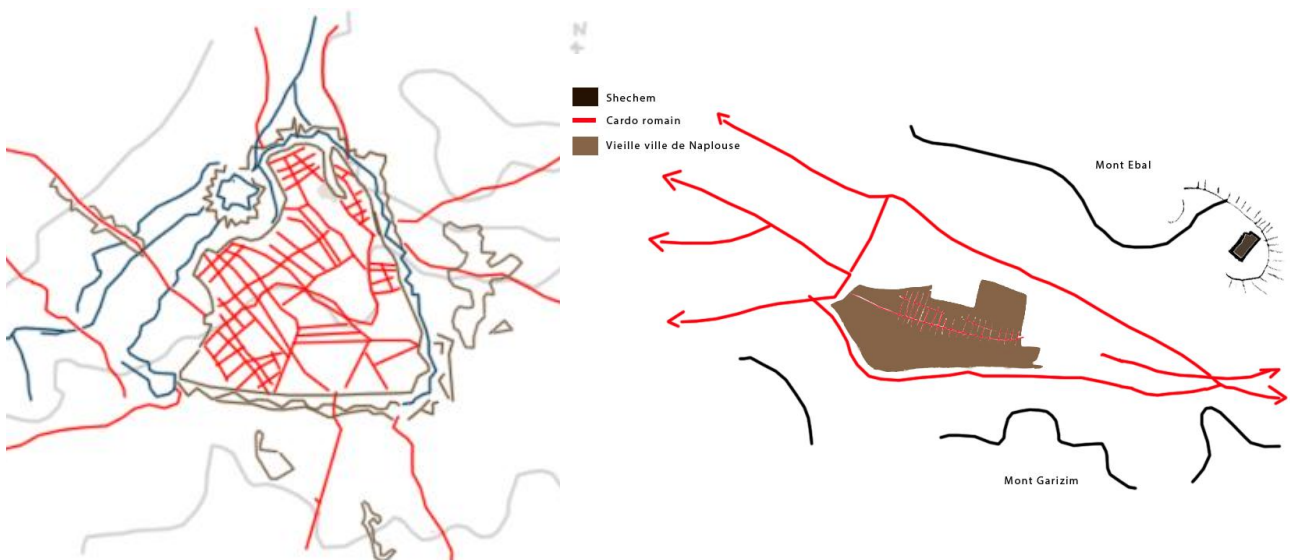 N
Shechem
Cardo romain
Vieille ville de Naplouse
Mont Ebal
Mont Garizim